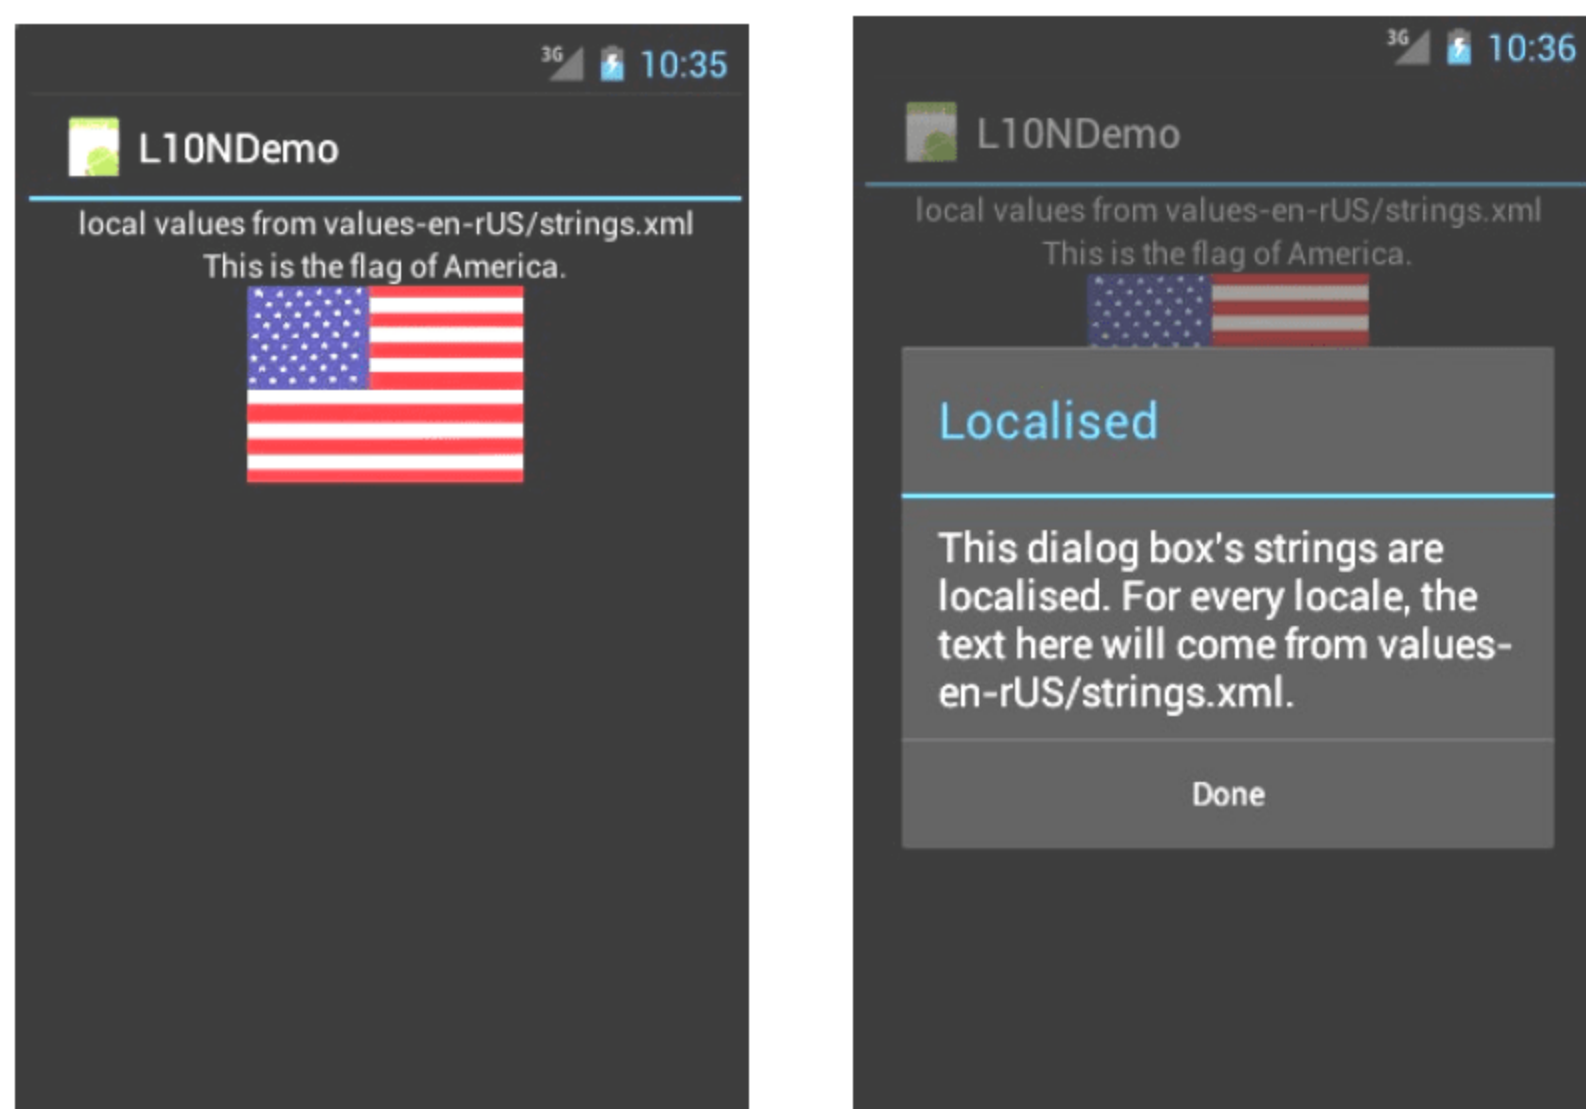 3G 10:35
L10NDemo
local values from values-en-rUS/strings.xml
This is the flag of America.
3G 10:36
L10NDemo
local values from values-en-rUS/strings.xml
This is the flag of America.
Localised
This dialog box's strings are
localised. For every locale, the
text here will come from values-
en-rUS/strings.xml.
Done